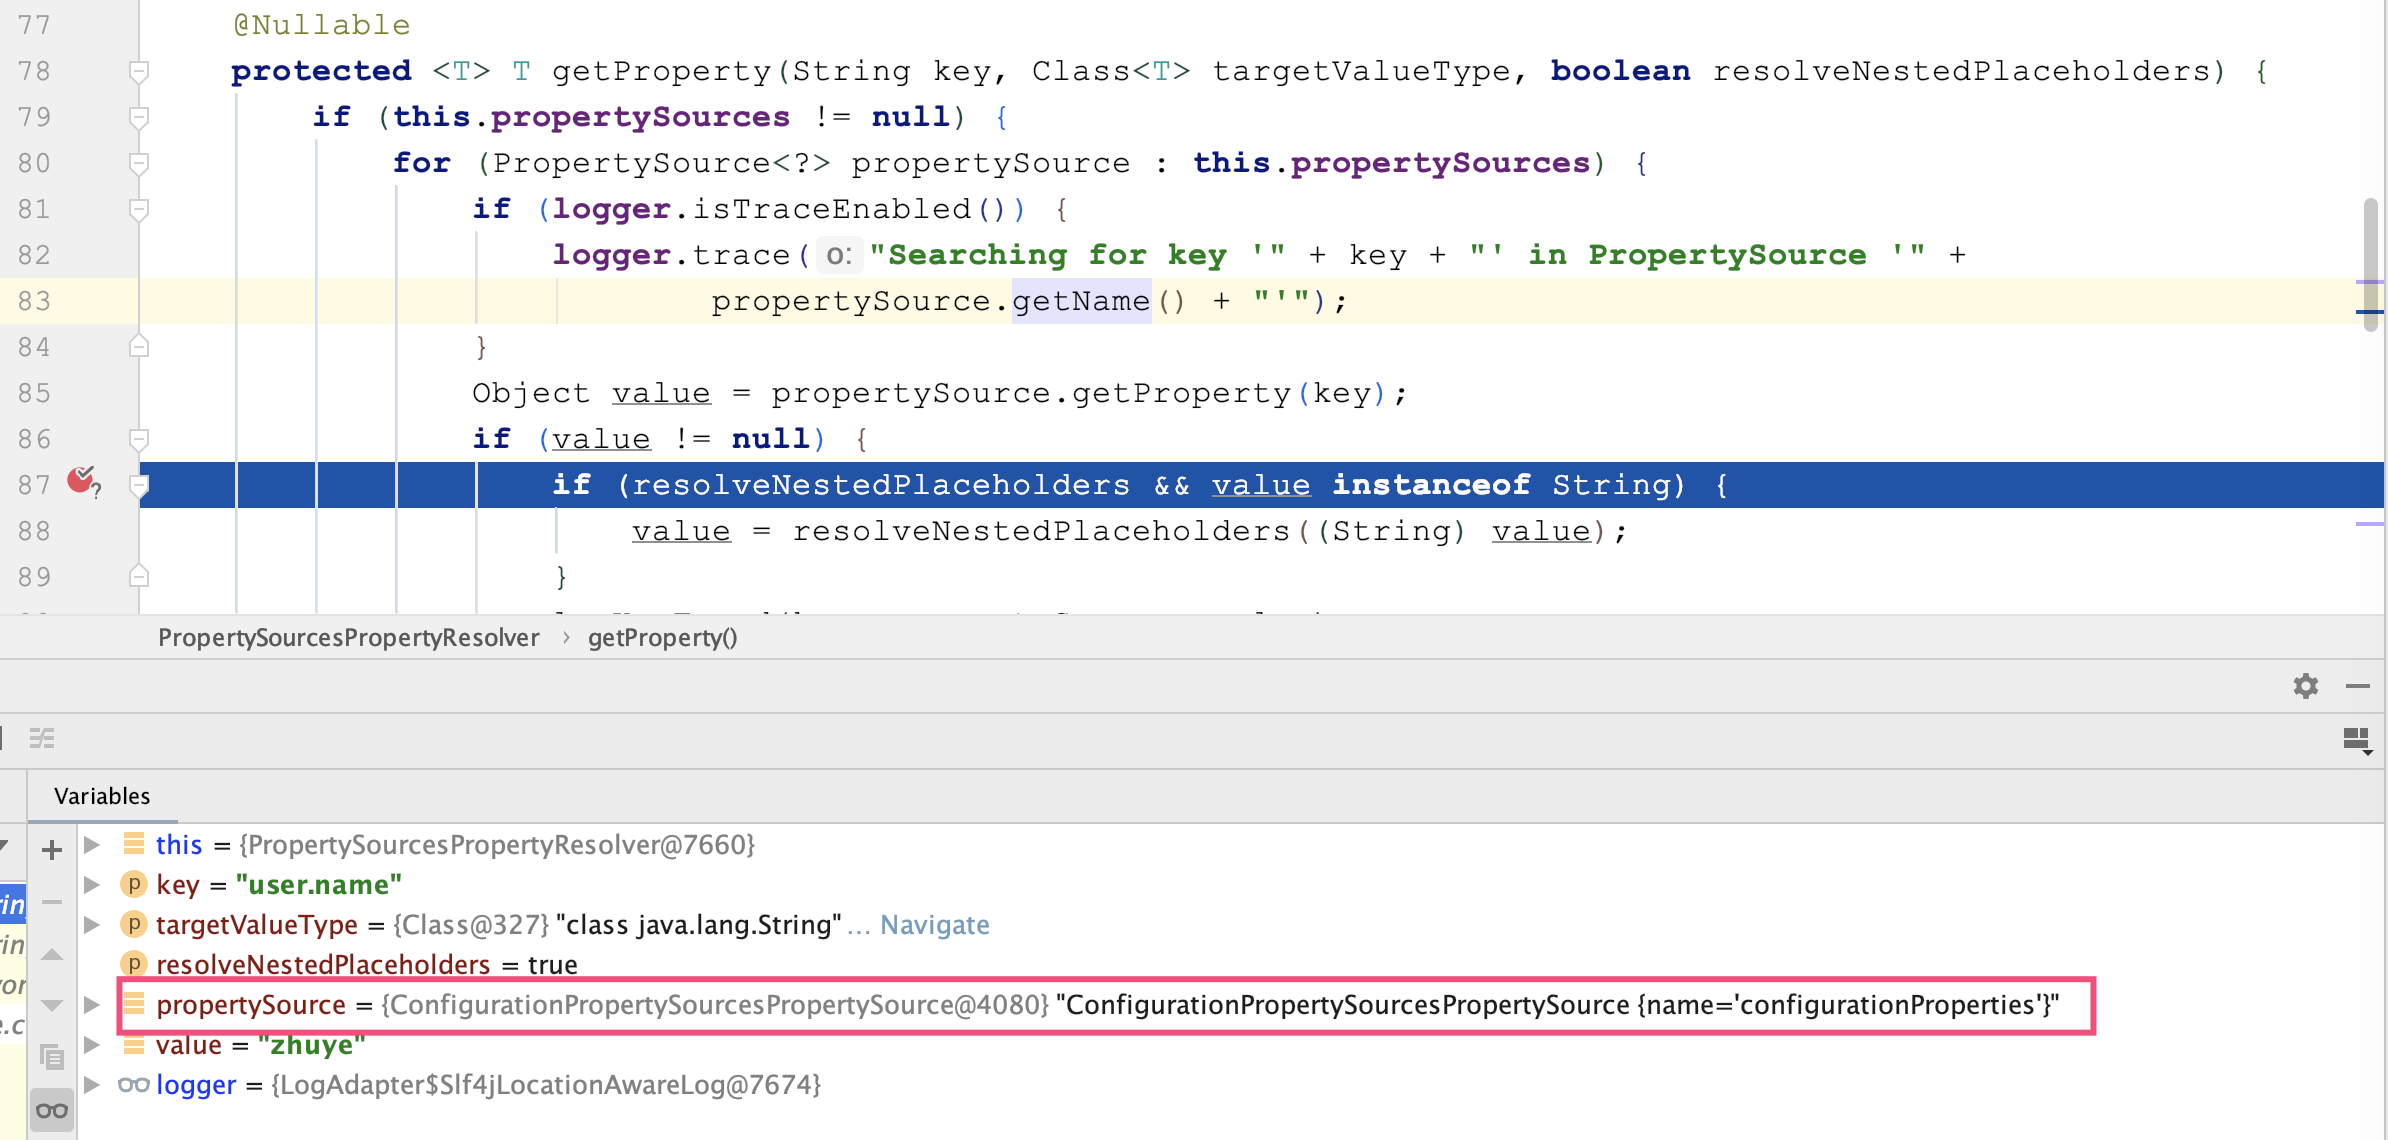 77 @Nullable
78 protected <T> T getProperty(String key, Class<T> targetValueType, boolean resolveNestedPlaceholders) {
79 if (this.propertySources != null) {
80 for (PropertySource<?> propertySource : this.propertySources) {
81 if (logger.isTraceEnabled()) {
82 logger.trace( o: "Searching for key '" + key + "' in PropertySource '" +
83 propertySource.getName() + "'");
84 }
85 Object value = propertySource.getProperty(key);
86 if (value != null) {
87 if (resolveNestedPlaceholders && value instanceof String) {
88 value = resolveNestedPlaceholders((String) value);
89 }
PropertySourcesPropertyResolver › getProperty()
Variables
this = {PropertySourcesPropertyResolver@7660}
p key = "user.name"
p targetValueType = {Class@327} "class java.lang.String" ... Navigate
p resolveNestedPlaceholders = true
propertySource = {ConfigurationPropertySourcesPropertySource@4080} "ConfigurationPropertySourcesPropertySource {name='configurationProperties'}"
value = "zhuye"
logger = {LogAdapter$Slf4jLocationAwareLog@7674}